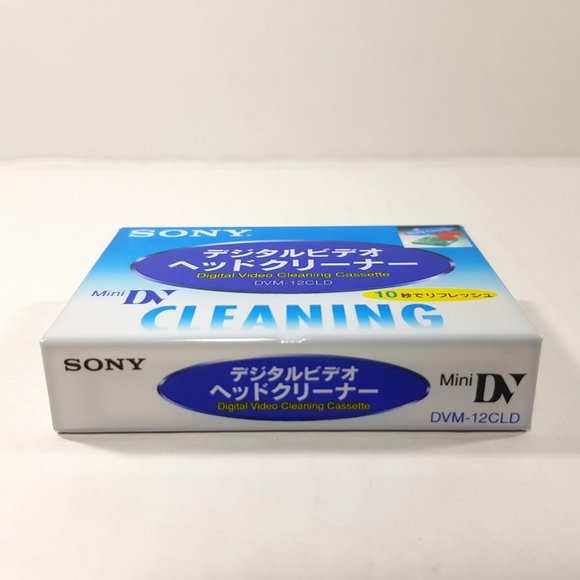 SONY
デジタルビデオ
ヘッドクリーナー
Digital Video Cleaning Cassette
DVM-12CLD
Mini DV
10秒でリフレッシュ
CLEANING
SONY
デジタルビデオ
ヘッドクリーナー
Digital Video Cleaning Cassette
Mini DV
DVM-12CLD